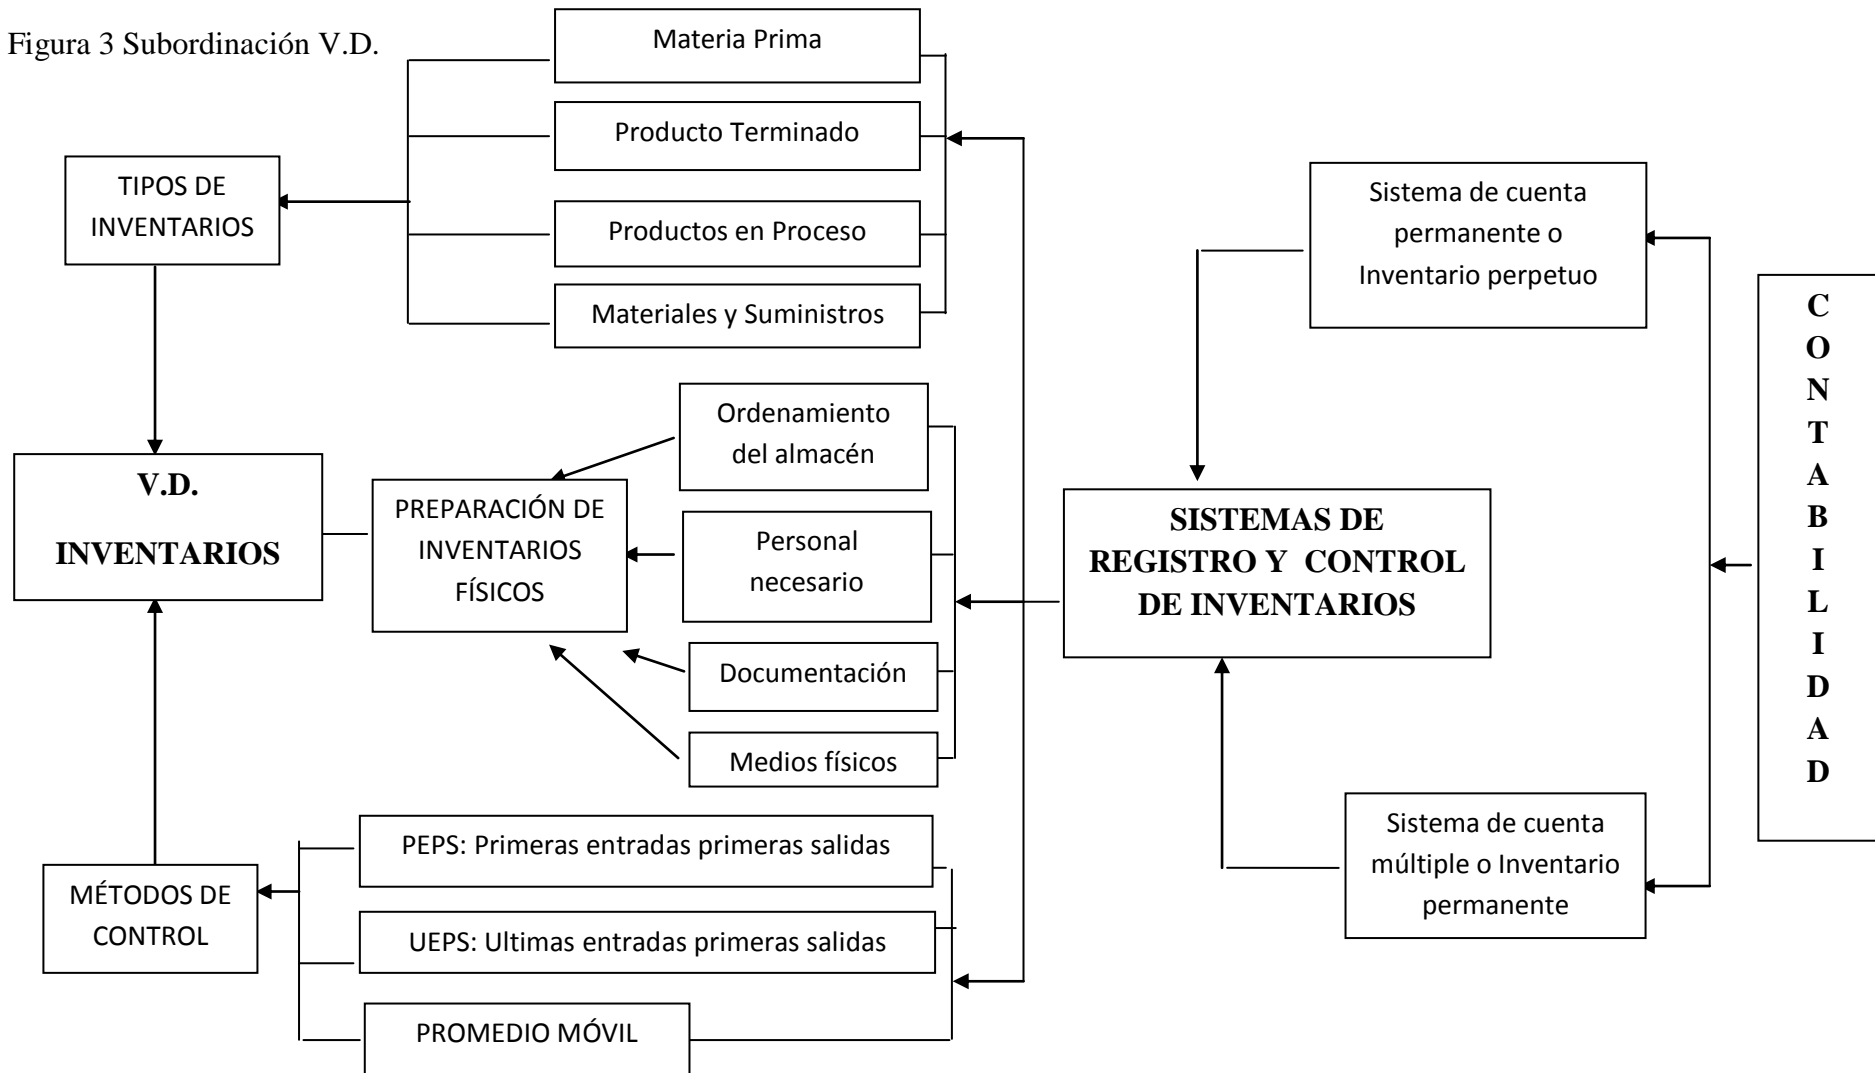 Figura 3 Subordinación V.D.
Materia Prima
Producto Terminado
Productos en Proceso
Materiales y Suministros
TIPOS DE
INVENTARIOS
V.D.
INVENTARIOS
PREPARACIÓN DE
INVENTARIOS
FÍSICOS
Ordenamiento
del almacén
Personal
necesario
Documentación
Medios físicos
MÉTODOS DE
CONTROL
PEPS: Primeras entradas primeras salidas
UEPS: Ultimas entradas primeras salidas
PROMEDIO MÓVIL
SISTEMAS DE
REGISTRO Y CONTROL
DE INVENTARIOS
Sistema de cuenta
permanente o
Inventario perpetuo
Sistema de cuenta
múltiple o Inventario
permanente
C
O
N
T
A
B
I
L
I
D
A
D